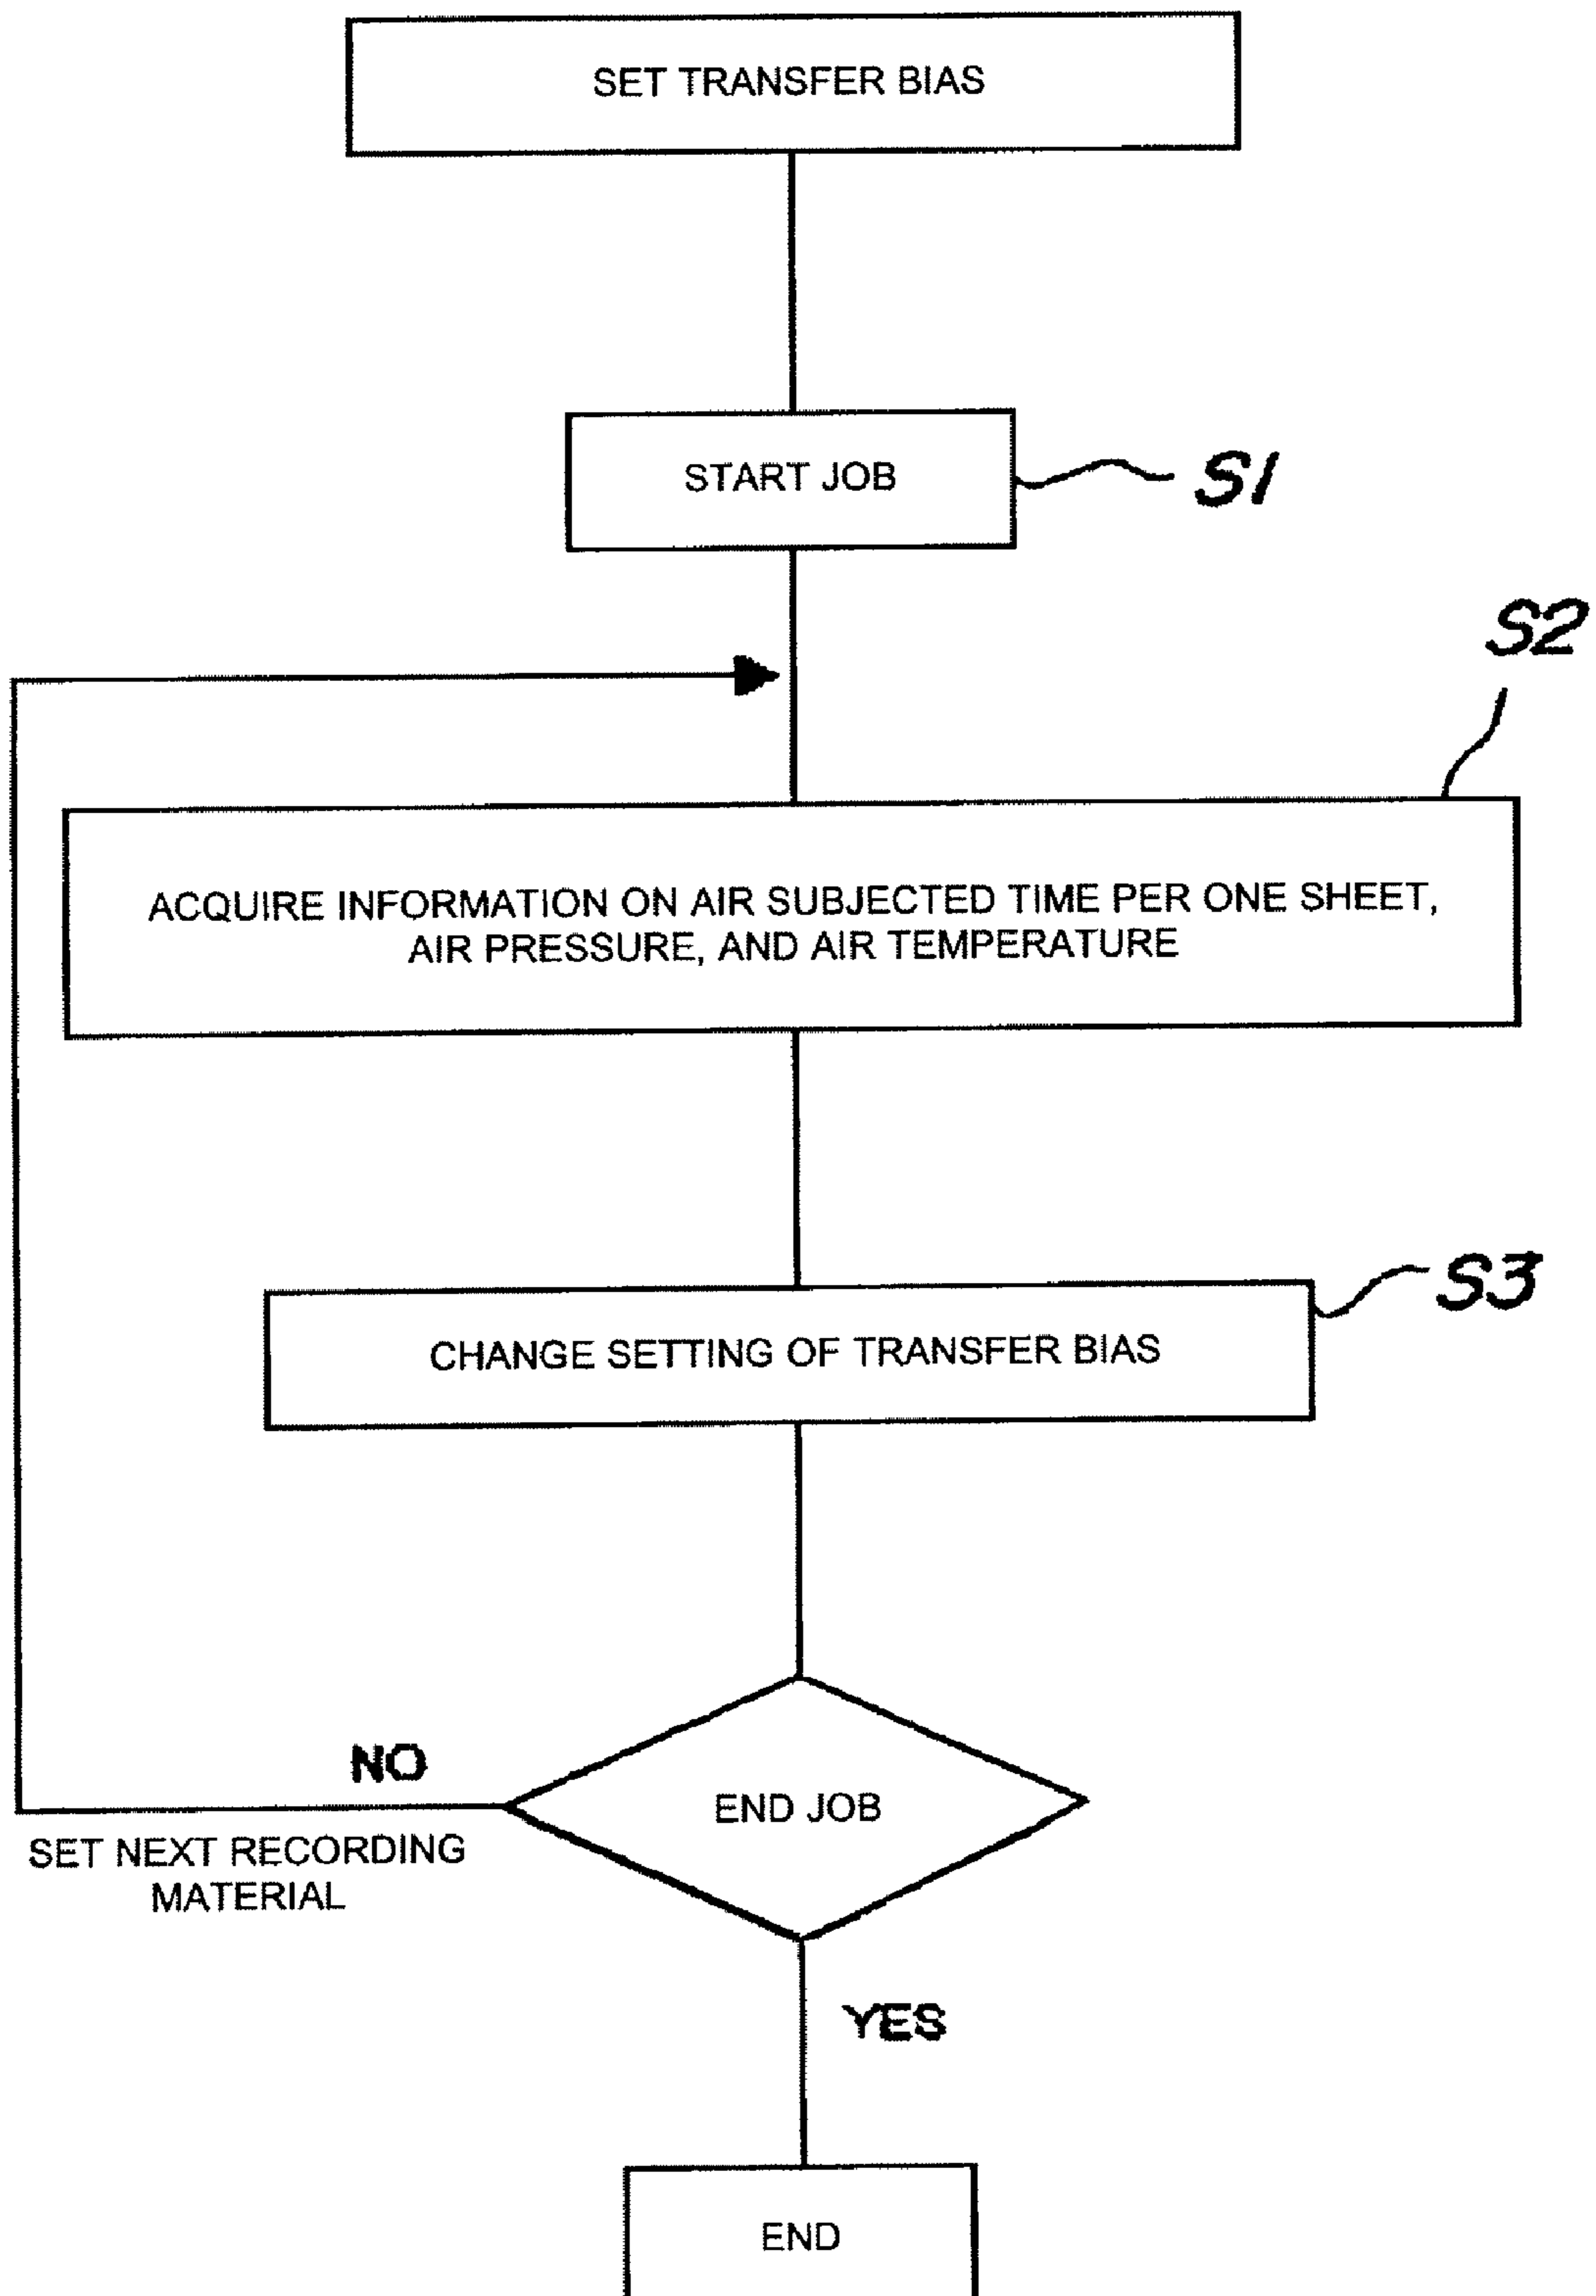 SET TRANSFER BIAS
START JOB
S1
S2
ACQUIRE INFORMATION ON AIR SUBJECTED TIME PER ONE SHEET,
AIR PRESSURE, AND AIR TEMPERATURE
S3
CHANGE SETTING OF TRANSFER BIAS
NO
END JOB
SET NEXT RECORDING
MATERIAL
YES
END